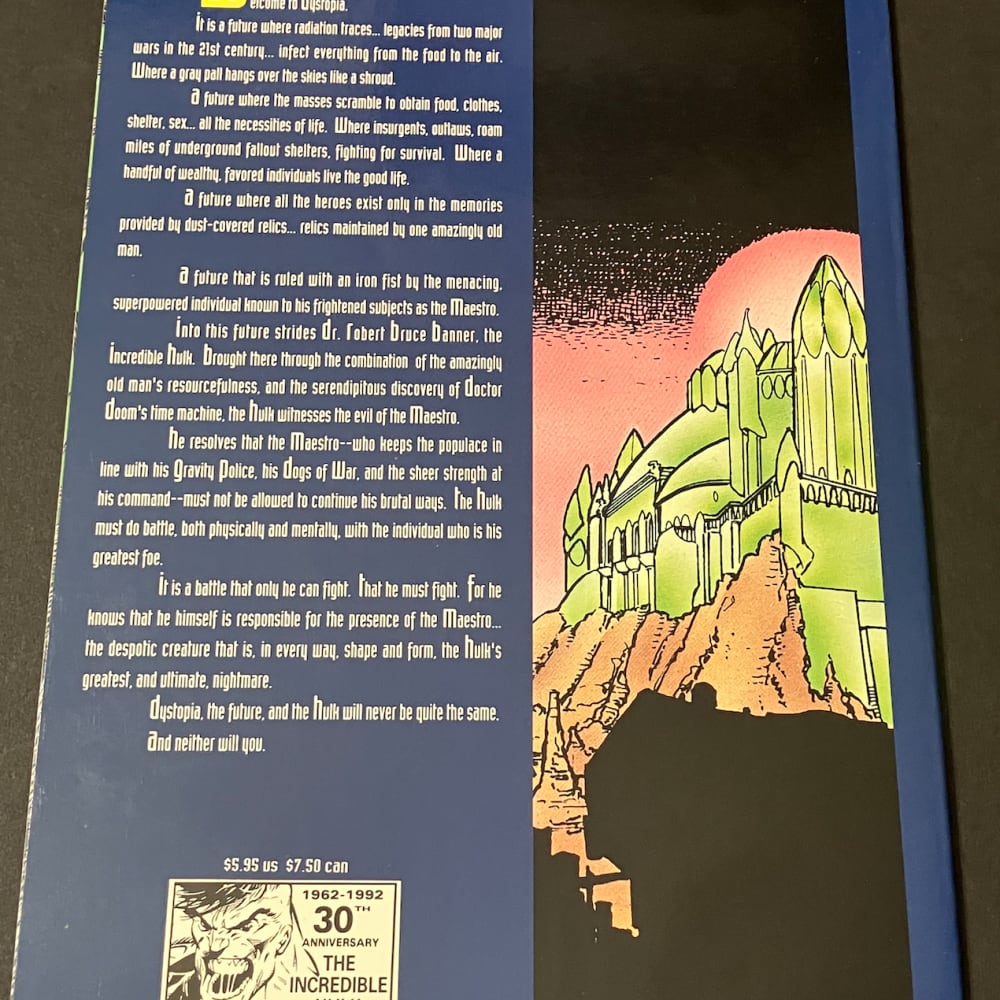 elcome to Dystopia.
It is a future where radiation traces... legacies from two major
wars in the 21st century... infect everything from the food to the air.
Where a gray pall hangs over the skies like a shroud.
A future where the masses scramble to obtain food, clothes,
shelter, sex... all the necessities of life. Where insurgents, outlaws, roam
miles of underground fallout shelters, fighting for survival. Where a
handful of wealthy, favored individuals live the good life.
A future where all the heroes exist only in the memories
provided by dust-covered relics... relics maintained by one amazingly old
man.
A future that is ruled with an iron fist by the menacing,
superpowered individual known to his frightened subjects as the Maestro.
Into this future strides Dr. Robert Bruce Banner, the
Incredible Hulk. Brought there through the combination of the amazingly
old man's resourcefulness, and the serendipitous discovery of Doctor
Doom's time machine, the Hulk witnesses the evil of the Maestro.
He resolves that the Maestro--who keeps the populace in
line with his Gravity Police, his Dogs of War, and the sheer strength at
his command--must not be allowed to continue his brutal ways. The Hulk
must do battle, both physically and mentally, with the individual who is his
greatest foe.
It is a battle that only he can fight. That he must fight. For he
knows that he himself is responsible for the presence of the Maestro...
the despotic creature that is, in every way, shape and form, the Hulk's
greatest, and ultimate, nightmare.
Dystopia, the future, and the Hulk will never be quite the same.
And neither will you.
$5.95 US $7.50 CAN
1962-1992
30TH
ANNIVERSARY
THE
INCREDIBLE